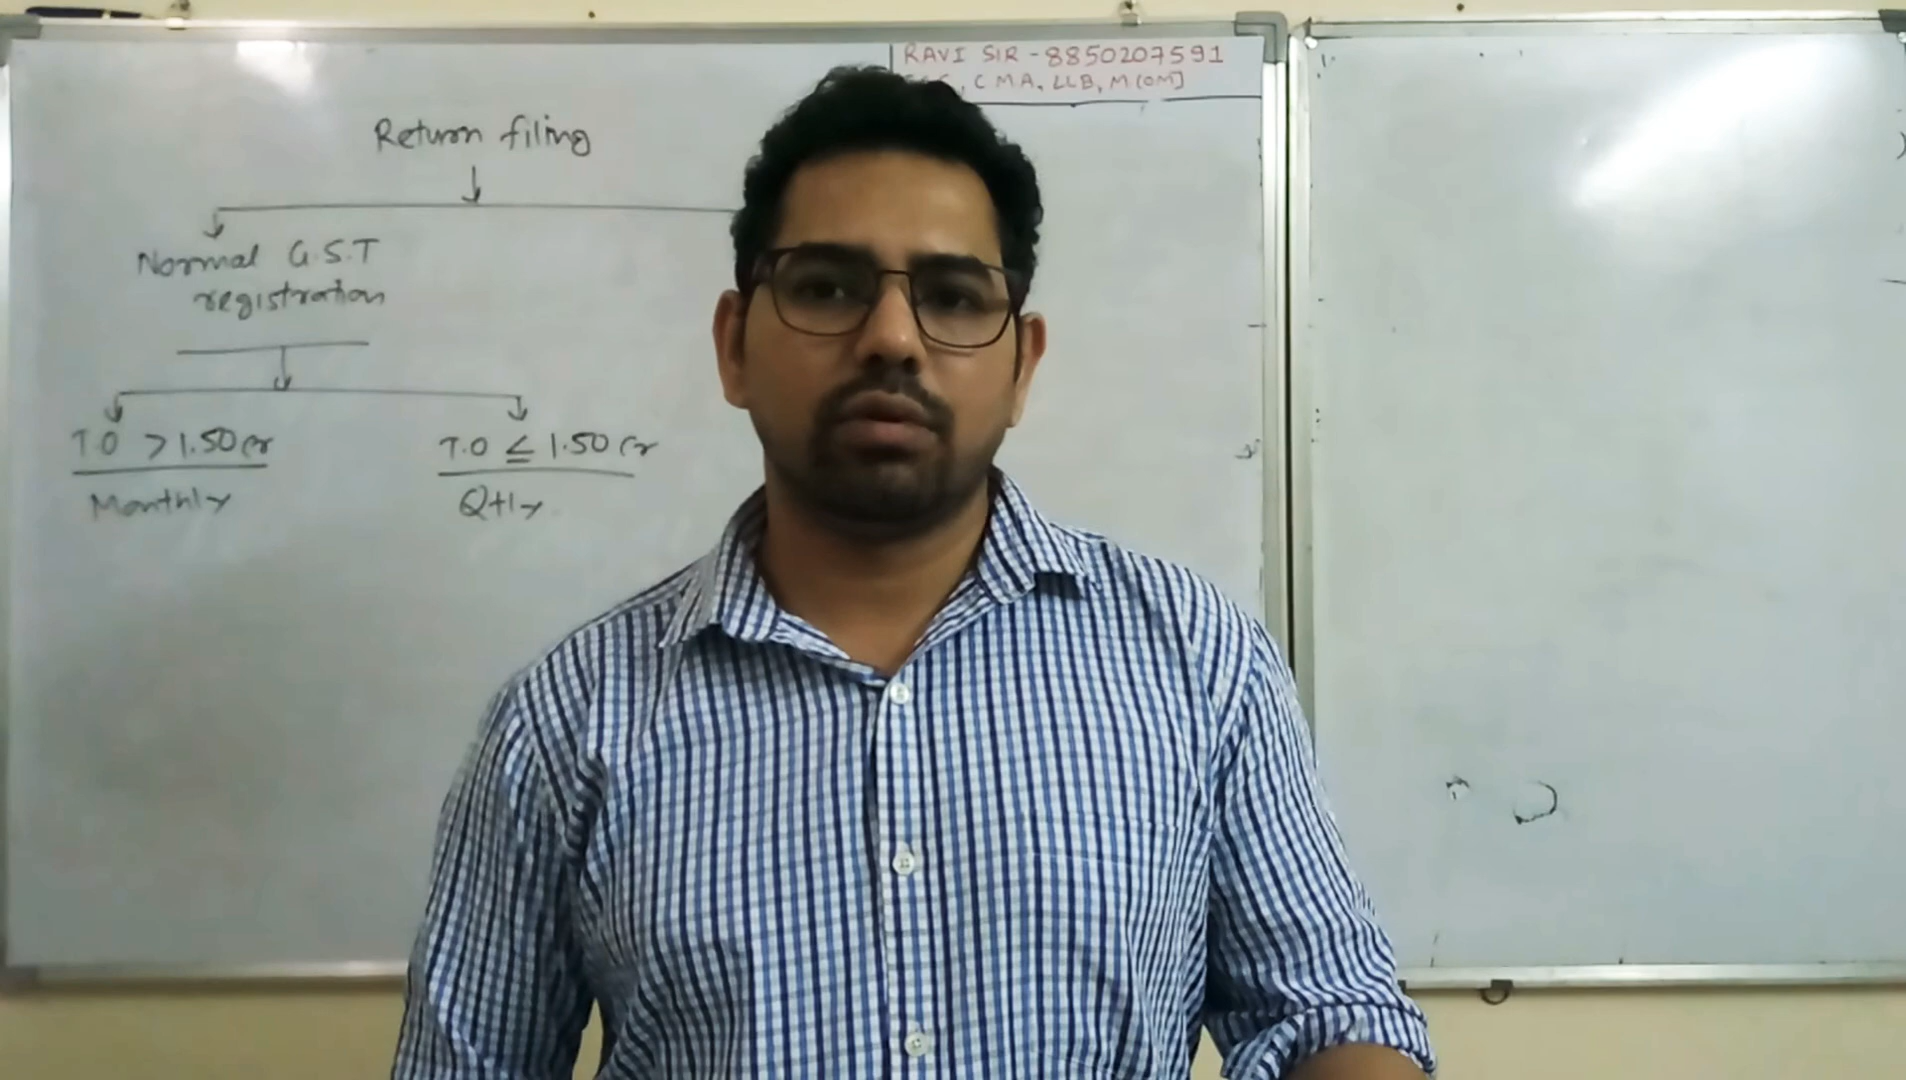 RAVI SIR - 8850207591
, CMA, LLB, M.COM]
Return filing
Normal G.S.T
registration
T.O > 1.50 Cr
T.O ≤ 1.50 Cr
Monthly
Qtly